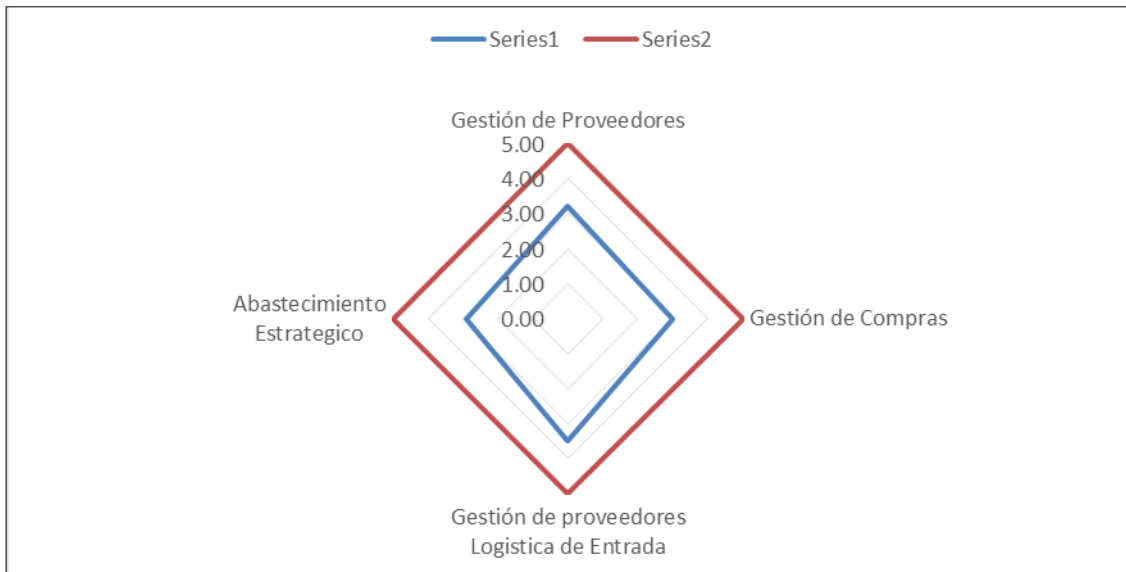 Series1 Series2
Gestión de Proveedores
5.00
4.00
3.00
2.00
1.00
0.00
Abastecimiento
Estrategico
Gestión de Compras
Gestión de proveedores
Logistica de Entrada